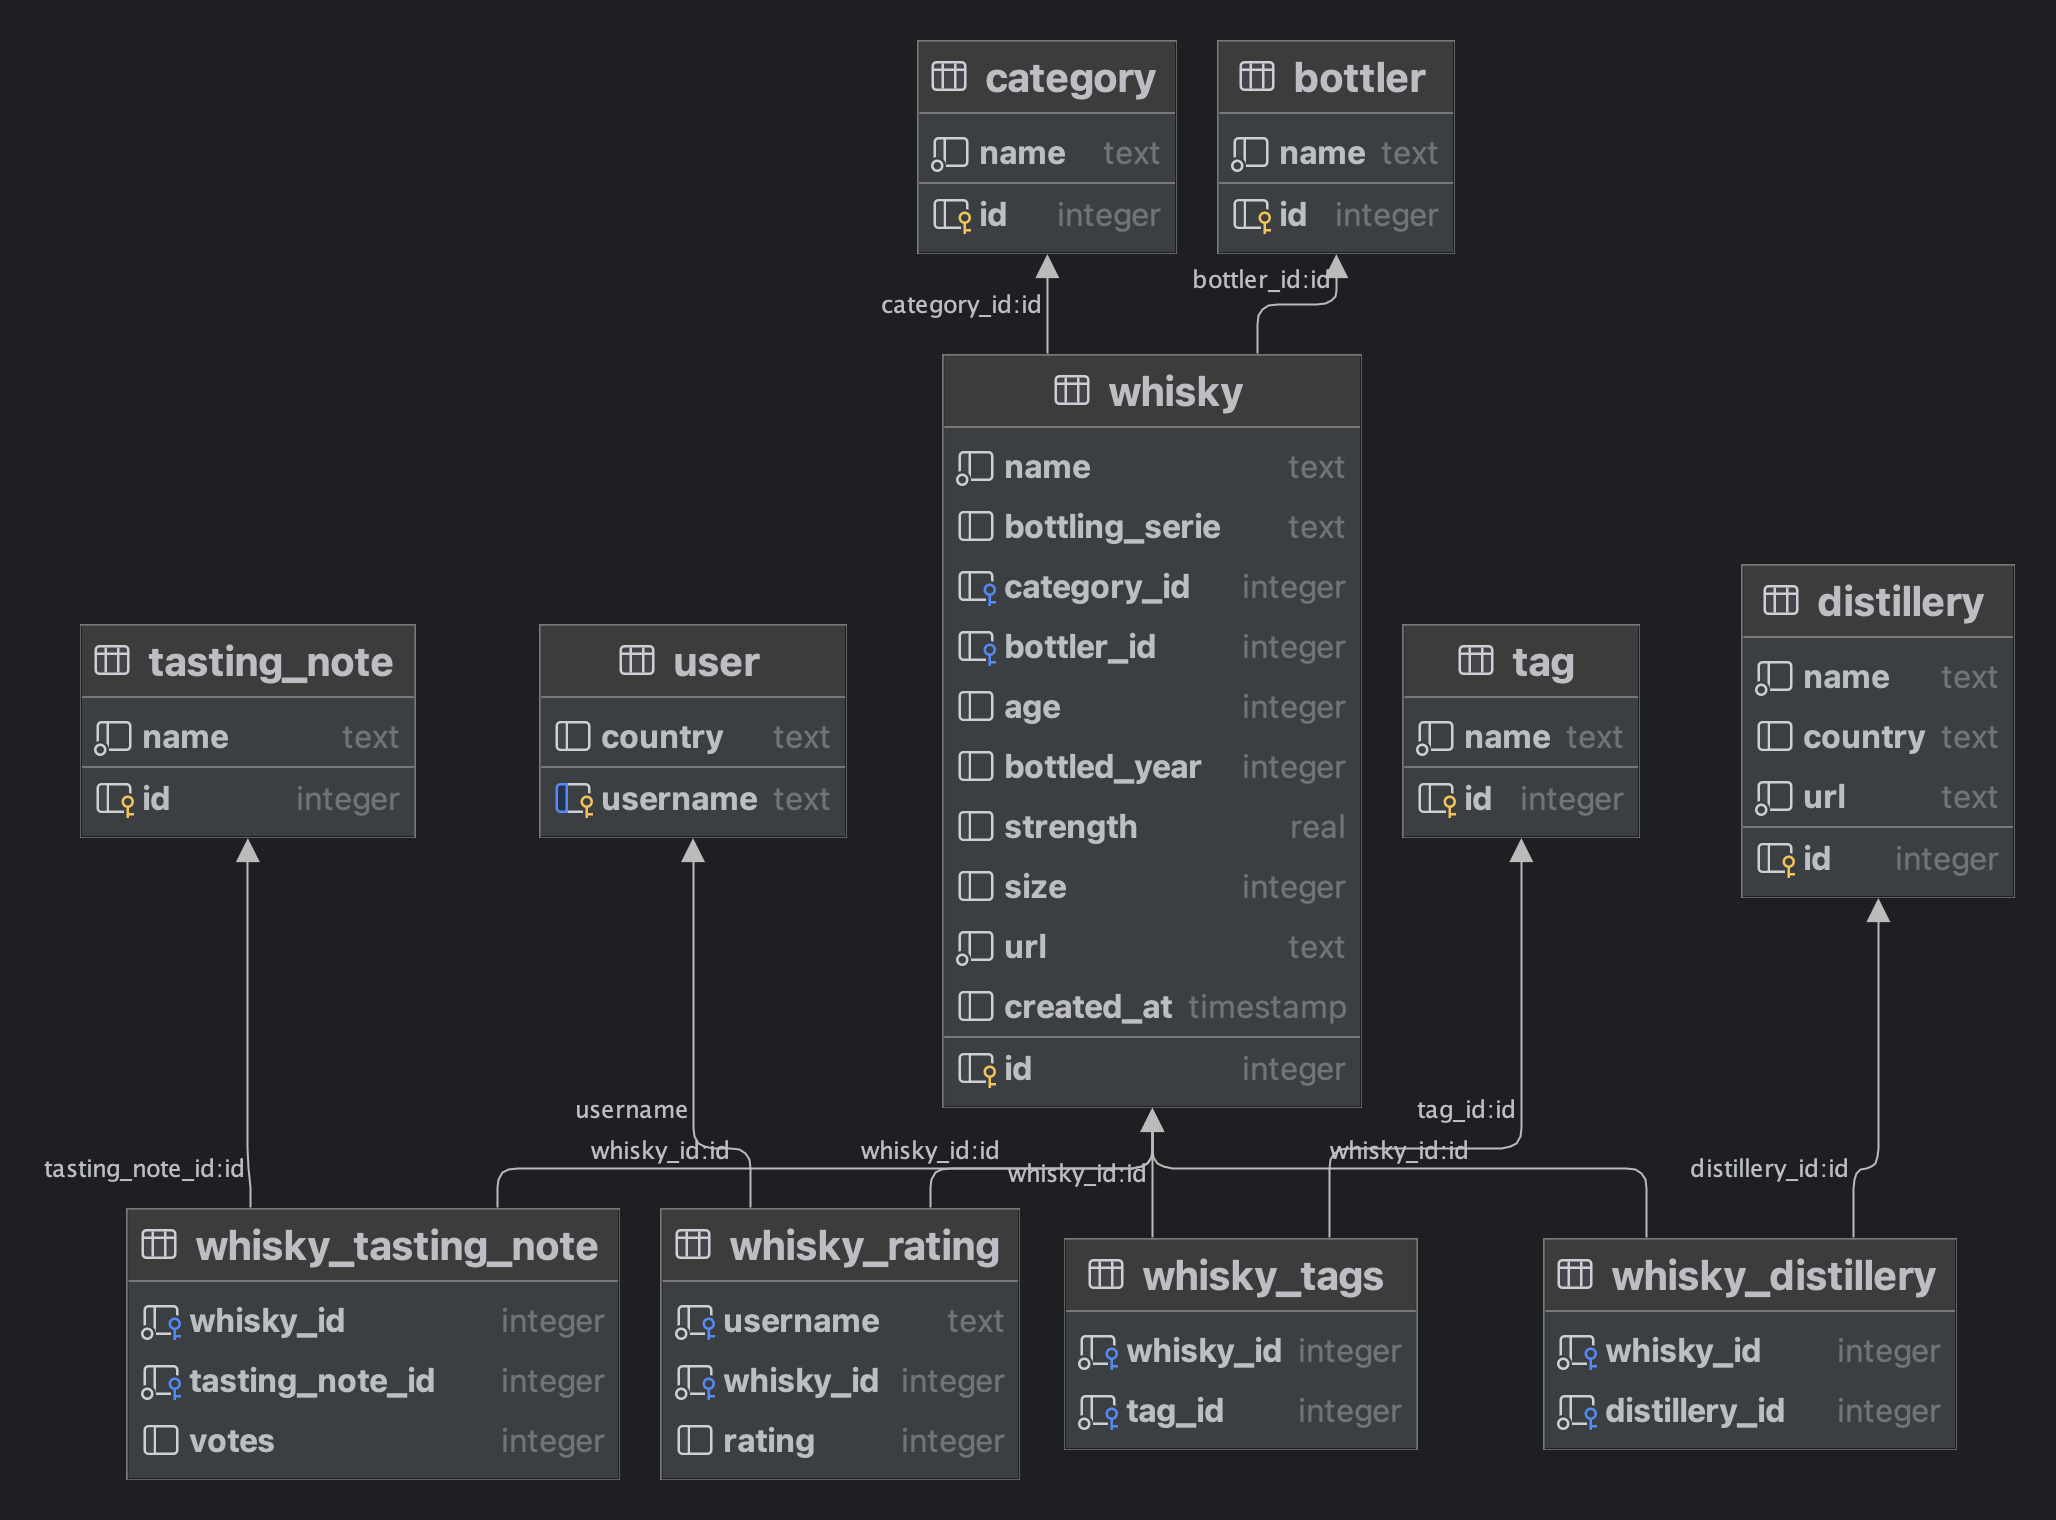 category
name text
id integer
bottler
name text
id integer
category_id:id
bottler_id:id
whisky
name text
bottling_serie text
category_id integer
bottler_id integer
age integer
bottled_year integer
strength real
size integer
url text
created_at timestamp
id integer
tasting_note
name text
id integer
user
country text
username text
tag
name text
id integer
distillery
name text
country text
url text
id integer
tasting_note_id:id
username
whisky_id:id
whisky_id:id
whisky_id:id
tag_id:id
whisky_id:id
distillery_id:id
whisky_tasting_note
whisky_id integer
tasting_note_id integer
votes integer
whisky_rating
username text
whisky_id integer
rating integer
whisky_tags
whisky_id integer
tag_id integer
whisky_distillery
whisky_id integer
distillery_id integer